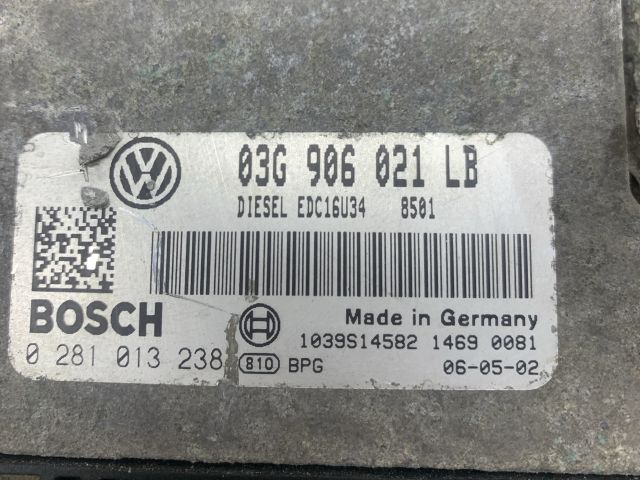 03G 906 021 LB
DIESEL EDC16U34 8501
BOSCH
Made in Germany
0 281 013 238
1039S14582 1469 0081
810 BPG 06-05-02